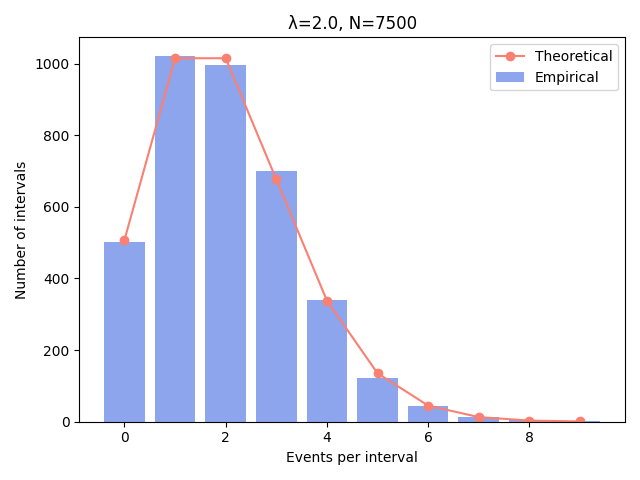 λ=2.0, N=7500
Theoretical
Empirical
Number of intervals
1000
800
600
400
200
0
0 2 4 6 8
Events per interval